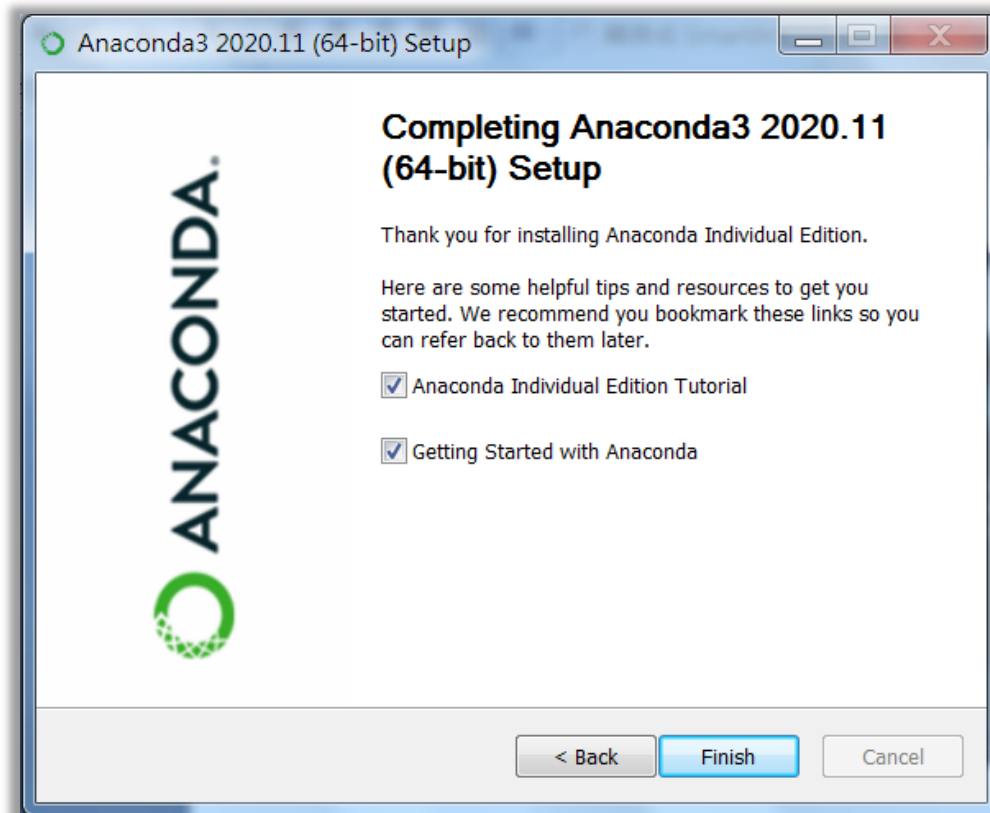 Anaconda3 2020.11 (64-bit) Setup
ANACONDA.
Completing Anaconda3 2020.11
(64-bit) Setup
Thank you for installing Anaconda Individual Edition.
Here are some helpful tips and resources to get you
started. We recommend you bookmark these links so you
can refer back to them later.
Anaconda Individual Edition Tutorial
Getting Started with Anaconda
< Back
Finish
Cancel